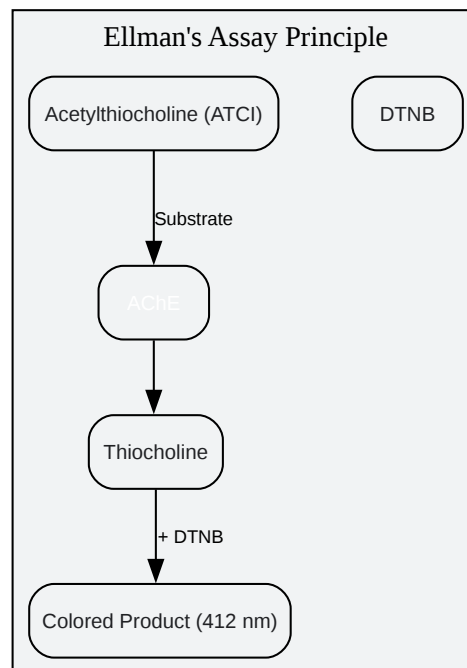 Ellman's Assay Principle
Acetylthiocholine (ATCI)
DTNB
Substrate
AChE
Thiocholine
+ DTNB
Colored Product (412 nm)